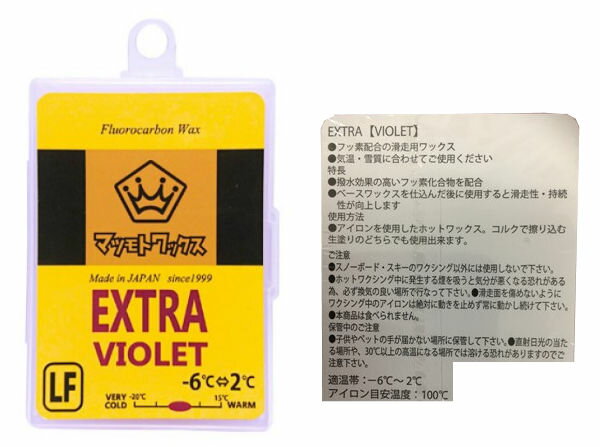 Fluorocarbon Wax
マツモトワックス
Made in JAPAN since1999
EXTRA
VIOLET
LF
-6℃⇔2℃
VERY COLD -20℃ 15℃ WARM
EXTRA【VIOLET】
●フッ素配合の滑走用ワックス
●気温・雪質に合わせてご使用ください
特長
●撥水効果の高いフッ素化合物を配合
●ベースワックスを仕込んだ後に使用すると滑走性・持続
性が向上します
使用方法
●アイロンを使用したホットワックス。コルクで擦り込む
生塗りのどちらでも使用出来ます。
ご注意
●スノーボード・スキーのワクシング以外には使用しないで下さい。
●ホットワクシング中に発生する煙を吸うと気分が悪くなる恐れがある
為、必ず換気の良い場所で行なって下さい。●滑走面を傷めないように
ワクシング中のアイロンは絶対に動きを止めず常に動かし続けて下さい。
●本商品は食べられません。
保管中のご注意
●子供やペットの手が届かない場所に保管して下さい。●直射日光の当た
る場所や、30℃以上の高温になる場所では溶ける恐れがありますのでご
注意下さい。
適温帯：－6℃～2℃
アイロン目安温度：100℃